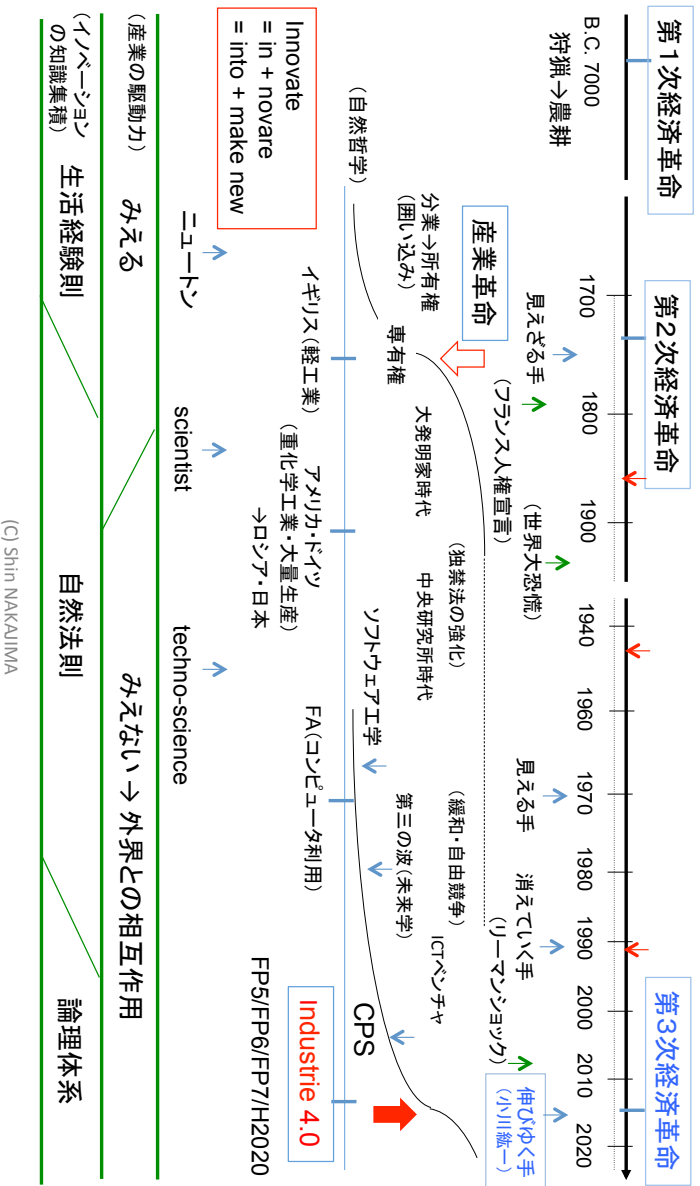 第1次経済革命
第2次経済革命
第3次経済革命
B.C. 7000
1700
1800
1900
1940
1960
1970
1980
1990
2000
2010
2020
狩猟→農耕
見えざる手
(フランス人権宣言)
(世界大恐慌)
見える手
消えていく手
(リーマンショック)
伸びゆく手
(小川紘一)
産業革命
分業→所有権
(囲い込み)
専有権
大発明家時代
(独禁法の強化)
中央研究所時代
(緩和・自由競争)
ICTベンチャ
(自然哲学)
ソフトウェア工学
第三の波(未来学)
CPS
イギリス(軽工業)
アメリカ・ドイツ
(重化学工業・大量生産)
→ロシア・日本
FA(コンピュータ利用)
Industrie 4.0
FP5/FP6/FP7/H2020
Innovate
= in + novare
= into + make new
ニュートン
scientist
techno-science
(産業の駆動力)
みえる
みえない → 外界との相互作用
(イノベーション
の知識集積)
生活経験則
自然法則
論理体系
(C) Shin NAKAJIMA